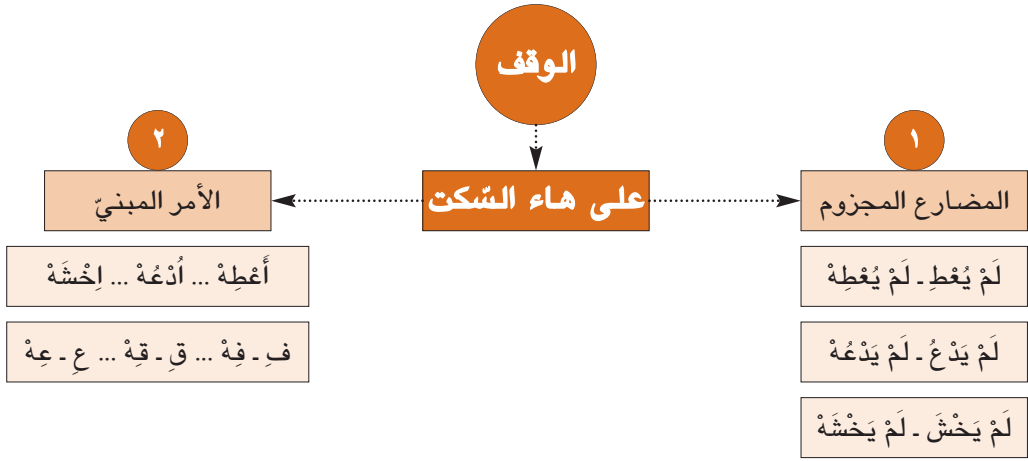 الوقف
على هاء السّكت
١
المضارع المجزوم
لَمْ يُعْطِ ـ لَمْ يُعْطِهْ
لَمْ يَدْعُ ـ لَمْ يَدْعُهْ
لَمْ يَخْشَ ـ لَمْ يَخْشَهْ
٢
الأمر المبنيّ
أَعْطِهْ ... اُدْعُهْ ... اِخْشَهْ
فِ ـ فِهْ ... قِ ـ قِهْ ... عِ ـ عِهْ